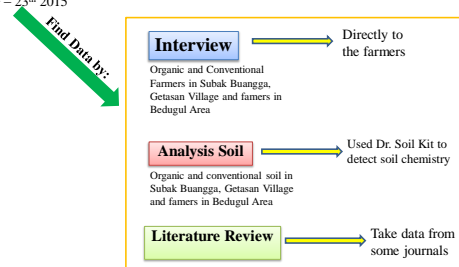 – 23rd 2015
Find Data by:
Interview
Directly to
the farmers
Organic and Conventional
Farmers in Subak Buangga,
Getasan Village and famers in
Bedugul Area
Analysis Soil
Used Dr. Soil Kit to
detect soil chemistry
Organic and conventional soil in
Subak Buangga, Getasan Village
and famers in Bedugul Area
Literature Review
Take data from
some journals